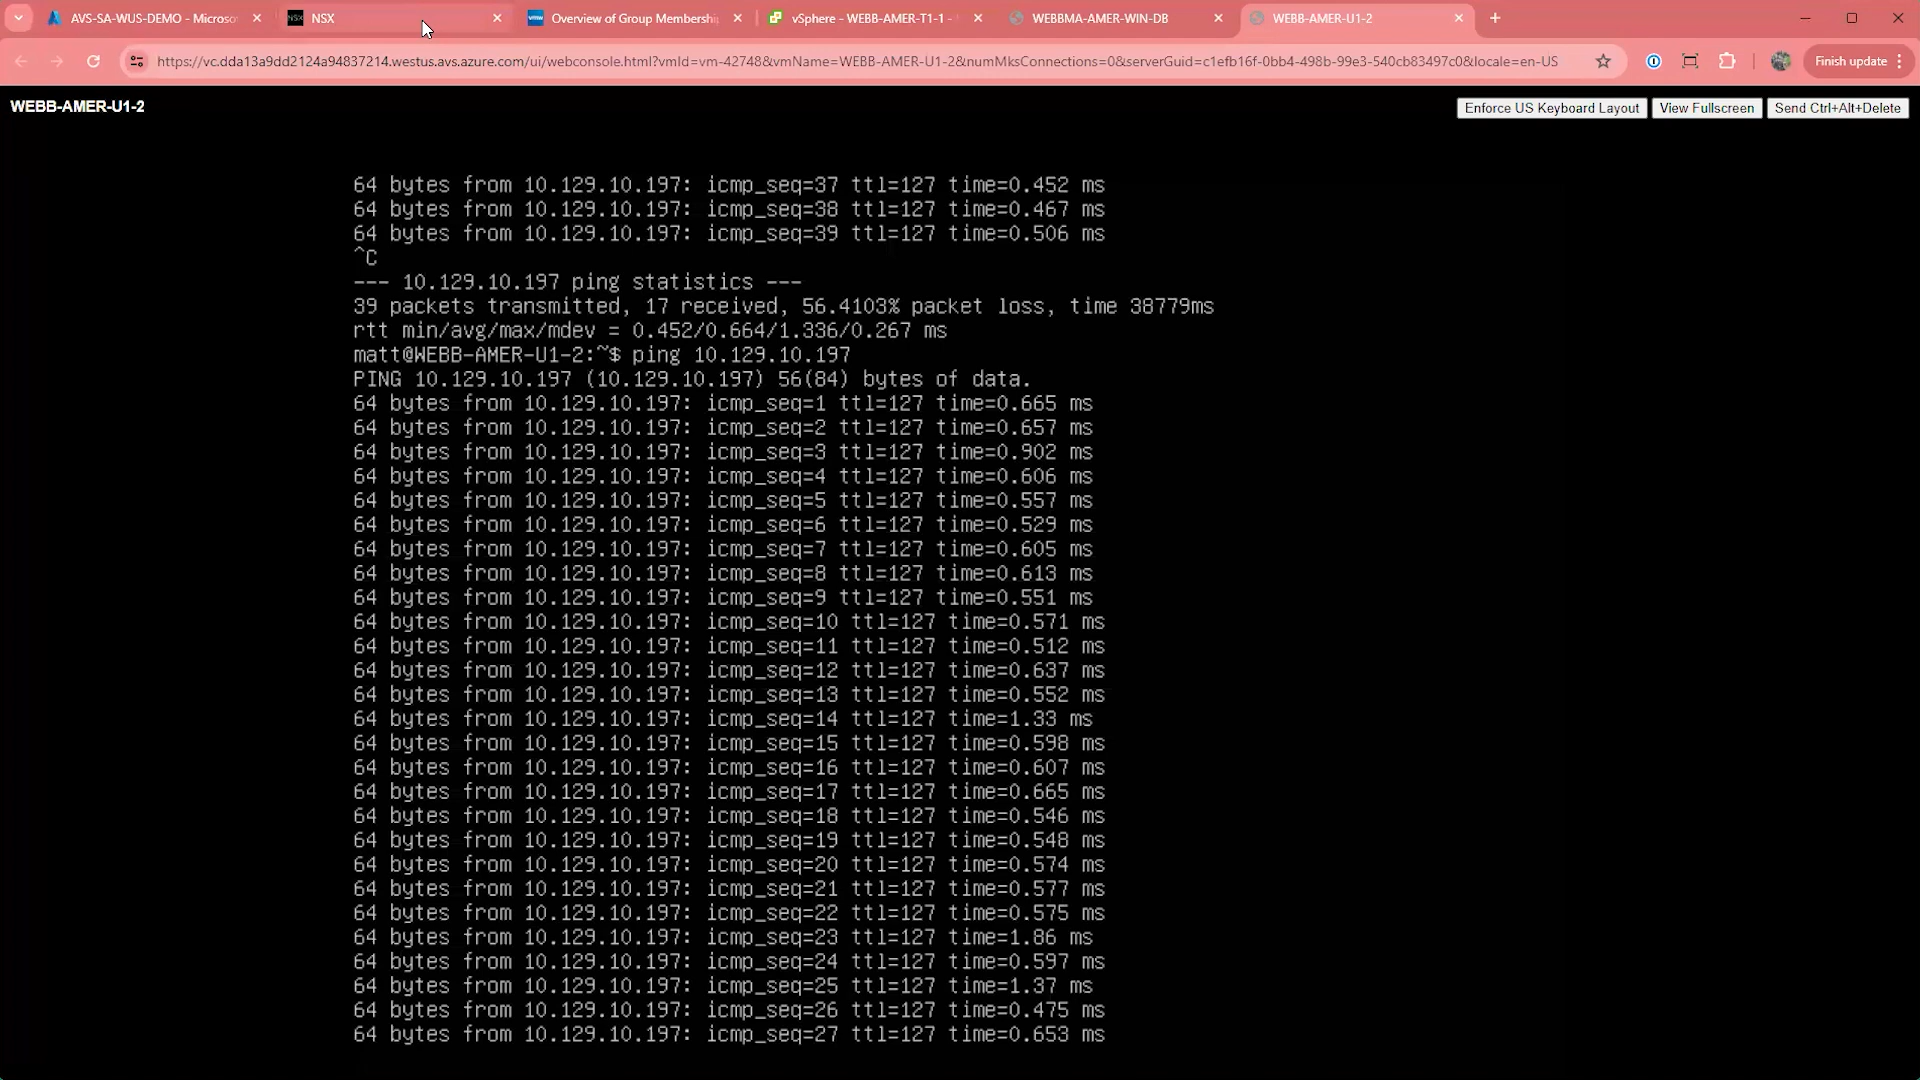 AVS-SA-WUS-DEMO - Microso
NSX
NSX
vmw
Overview of Group Membership
vSphere - WEBB-AMER-T1-1 -
WEBBMA-AMER-WIN-DB
WEBB-AMER-U1-2
https://vc.dda13a9dd2124a94837214.westus.avs.azure.com/ui/webconsole.html?vmId=vm-42748&vmName=WEBB-AMER-U1-2&numMksConnections=0&serverGuid=c1efb16f-0bb4-498b-99e3-540cb83497c0&locale=en-US
Finish update
WEBB-AMER-U1-2
Enforce US Keyboard Layout
View Fullscreen
Send Ctrl+Alt+Delete
64 bytes from 10.129.10.197: icmp_seq=37 ttl=127 time=0.452 ms
64 bytes from 10.129.10.197: icmp_seq=38 ttl=127 time=0.467 ms
64 bytes from 10.129.10.197: icmp_seq=39 ttl=127 time=0.506 ms
^C
--- 10.129.10.197 ping statistics ---
39 packets transmitted, 17 received, 56.4103% packet loss, time 38779ms
rtt min/avg/max/mdev = 0.452/0.664/1.336/0.267 ms
matt@WEBB-AMER-U1-2:~$ ping 10.129.10.197
PING 10.129.10.197 (10.129.10.197) 56(84) bytes of data.
64 bytes from 10.129.10.197: icmp_seq=1 ttl=127 time=0.665 ms
64 bytes from 10.129.10.197: icmp_seq=2 ttl=127 time=0.657 ms
64 bytes from 10.129.10.197: icmp_seq=3 ttl=127 time=0.902 ms
64 bytes from 10.129.10.197: icmp_seq=4 ttl=127 time=0.606 ms
64 bytes from 10.129.10.197: icmp_seq=5 ttl=127 time=0.557 ms
64 bytes from 10.129.10.197: icmp_seq=6 ttl=127 time=0.529 ms
64 bytes from 10.129.10.197: icmp_seq=7 ttl=127 time=0.605 ms
64 bytes from 10.129.10.197: icmp_seq=8 ttl=127 time=0.613 ms
64 bytes from 10.129.10.197: icmp_seq=9 ttl=127 time=0.551 ms
64 bytes from 10.129.10.197: icmp_seq=10 ttl=127 time=0.571 ms
64 bytes from 10.129.10.197: icmp_seq=11 ttl=127 time=0.512 ms
64 bytes from 10.129.10.197: icmp_seq=12 ttl=127 time=0.637 ms
64 bytes from 10.129.10.197: icmp_seq=13 ttl=127 time=0.552 ms
64 bytes from 10.129.10.197: icmp_seq=14 ttl=127 time=1.33 ms
64 bytes from 10.129.10.197: icmp_seq=15 ttl=127 time=0.598 ms
64 bytes from 10.129.10.197: icmp_seq=16 ttl=127 time=0.607 ms
64 bytes from 10.129.10.197: icmp_seq=17 ttl=127 time=0.665 ms
64 bytes from 10.129.10.197: icmp_seq=18 ttl=127 time=0.546 ms
64 bytes from 10.129.10.197: icmp_seq=19 ttl=127 time=0.548 ms
64 bytes from 10.129.10.197: icmp_seq=20 ttl=127 time=0.574 ms
64 bytes from 10.129.10.197: icmp_seq=21 ttl=127 time=0.577 ms
64 bytes from 10.129.10.197: icmp_seq=22 ttl=127 time=0.575 ms
64 bytes from 10.129.10.197: icmp_seq=23 ttl=127 time=1.86 ms
64 bytes from 10.129.10.197: icmp_seq=24 ttl=127 time=0.597 ms
64 bytes from 10.129.10.197: icmp_seq=25 ttl=127 time=1.37 ms
64 bytes from 10.129.10.197: icmp_seq=26 ttl=127 time=0.475 ms
64 bytes from 10.129.10.197: icmp_seq=27 ttl=127 time=0.653 ms